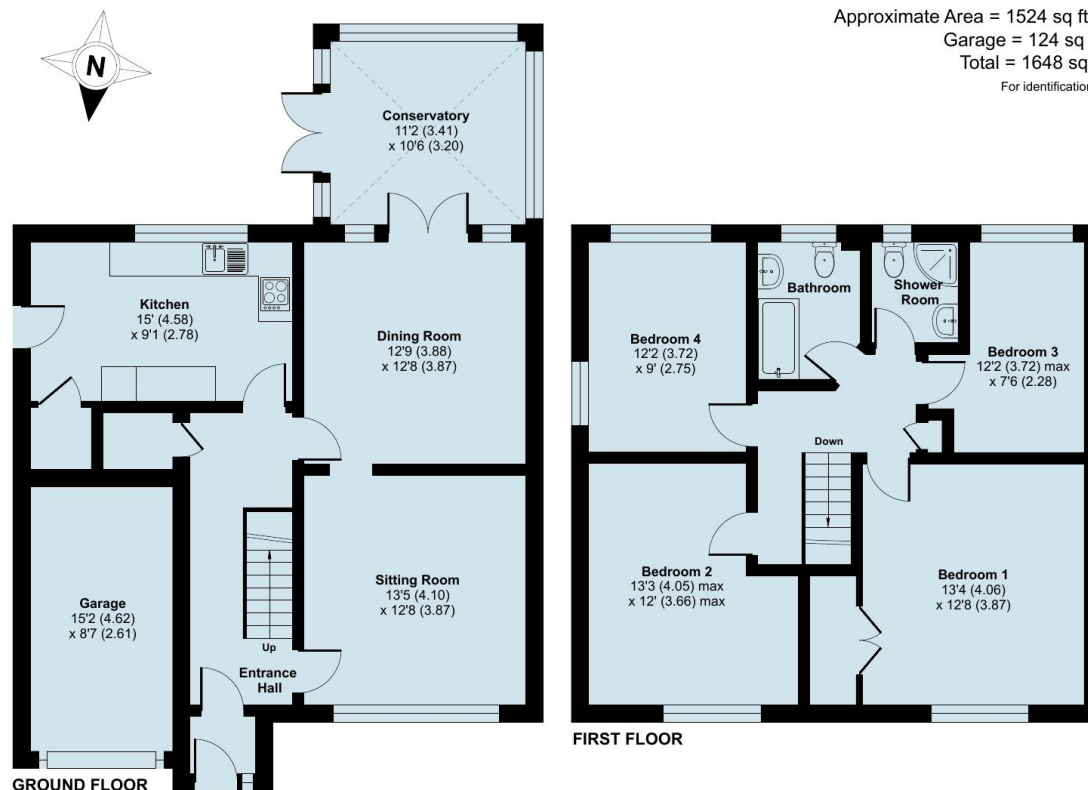 Approximate Area = 1524 sq ft
Garage = 124 sq
Total = 1648 sq
For identification
N
Conservatory
11'2 (3.41)
x 10'6 (3.20)
Kitchen
15' (4.58)
x 9'1 (2.78)
Dining Room
12'9 (3.88)
x 12'8 (3.87)
Sitting Room
13'5 (4.10)
x 12'8 (3.87)
Garage
15'2 (4.62)
x 8'7 (2.61)
Up
Entrance
Hall
GROUND FLOOR
Bedroom 4
12'2 (3.72)
x 9' (2.75)
Bathroom
Shower
Room
Bedroom 3
12'2 (3.72) max
x 7'6 (2.28)
Down
Bedroom 2
13'3 (4.05) max
x 12' (3.66) max
Bedroom 1
13'4 (4.06)
x 12'8 (3.87)
FIRST FLOOR